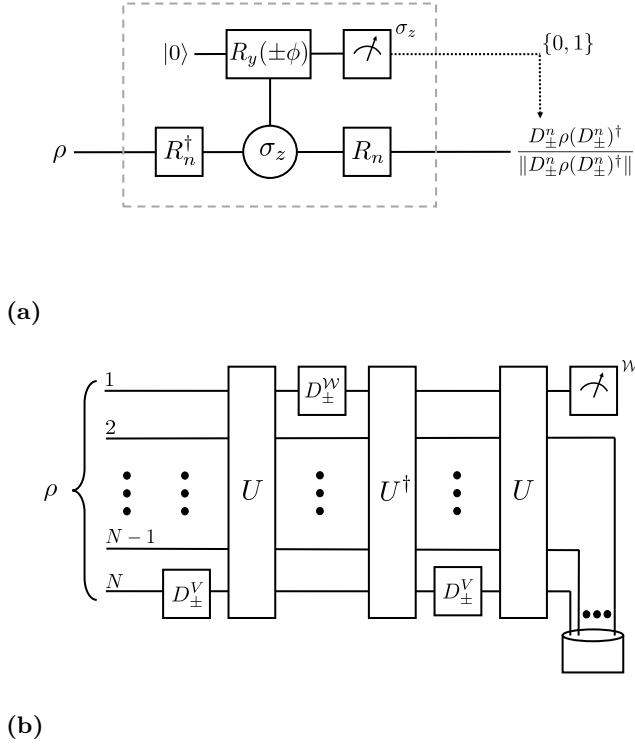 σ_z
|0⟩ R_y(±ϕ) {0, 1}
ρ R_n^† σ_z R_n D_±^n ρ(D_±^n)^† / ‖D_±^n ρ(D_±^n)^†‖
(a)
1 D_±^𝒲 𝒲
2
ρ U U^† U
N − 1
N D_±^V D_±^V
(b)